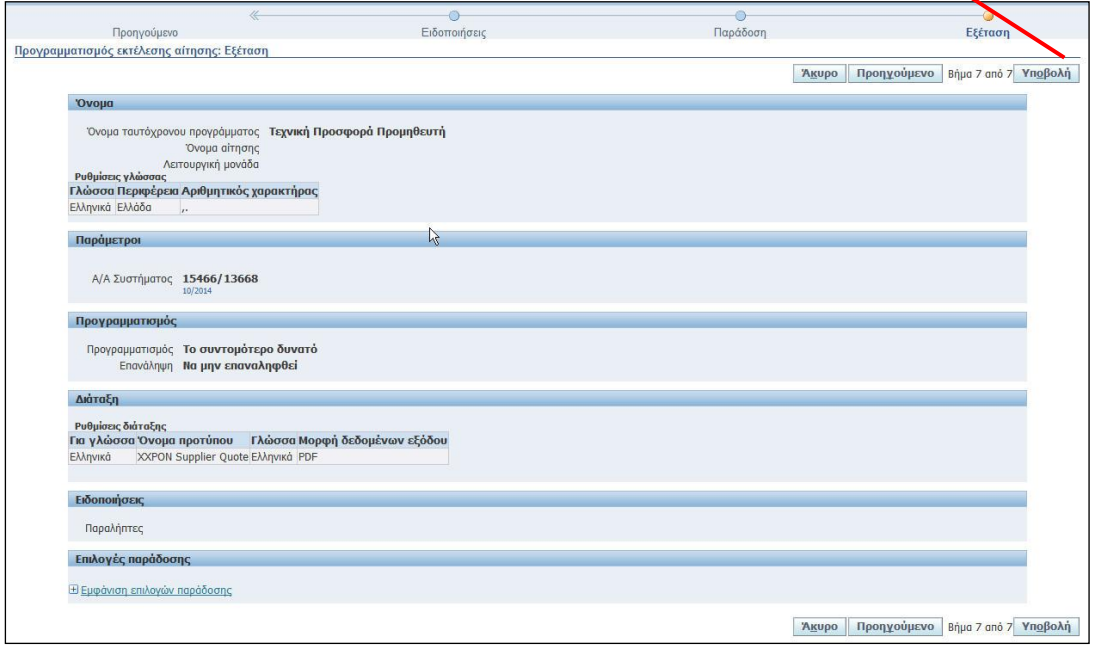 Προηγούμενο Ειδοποιήσεις Παράδοση Εξέταση
Προγραμματισμός εκτέλεσης αίτησης: Εξέταση
Άκυρο Προηγούμενο Βήμα 7 από 7 Υποβολή
Όνομα
Όνομα ταυτόχρονου προγράμματος Τεχνική Προσφορά Προμηθευτή
Όνομα αίτησης
Λειτουργική μονάδα
Ρυθμίσεις γλώσσας
Γλώσσα Περιφέρεια Αριθμητικός χαρακτήρας
Ελληνικά Ελλάδα ,.
Παράμετροι
Α/Α Συστήματος 15466/13668
10/2014
Προγραμματισμός
Προγραμματισμός Το συντομότερο δυνατό
Επανάληψη Να μην επαναληφθεί
Διάταξη
Ρυθμίσεις διάταξης
Για γλώσσα Όνομα προτύπου Γλώσσα Μορφή δεδομένων εξόδου
Ελληνικά XXPON Supplier Quote Ελληνικά PDF
Ειδοποιήσεις
Παραλήπτες
Επιλογές παράδοσης
Εμφάνιση επιλογών παράδοσης
Άκυρο Προηγούμενο Βήμα 7 από 7 Υποβολή